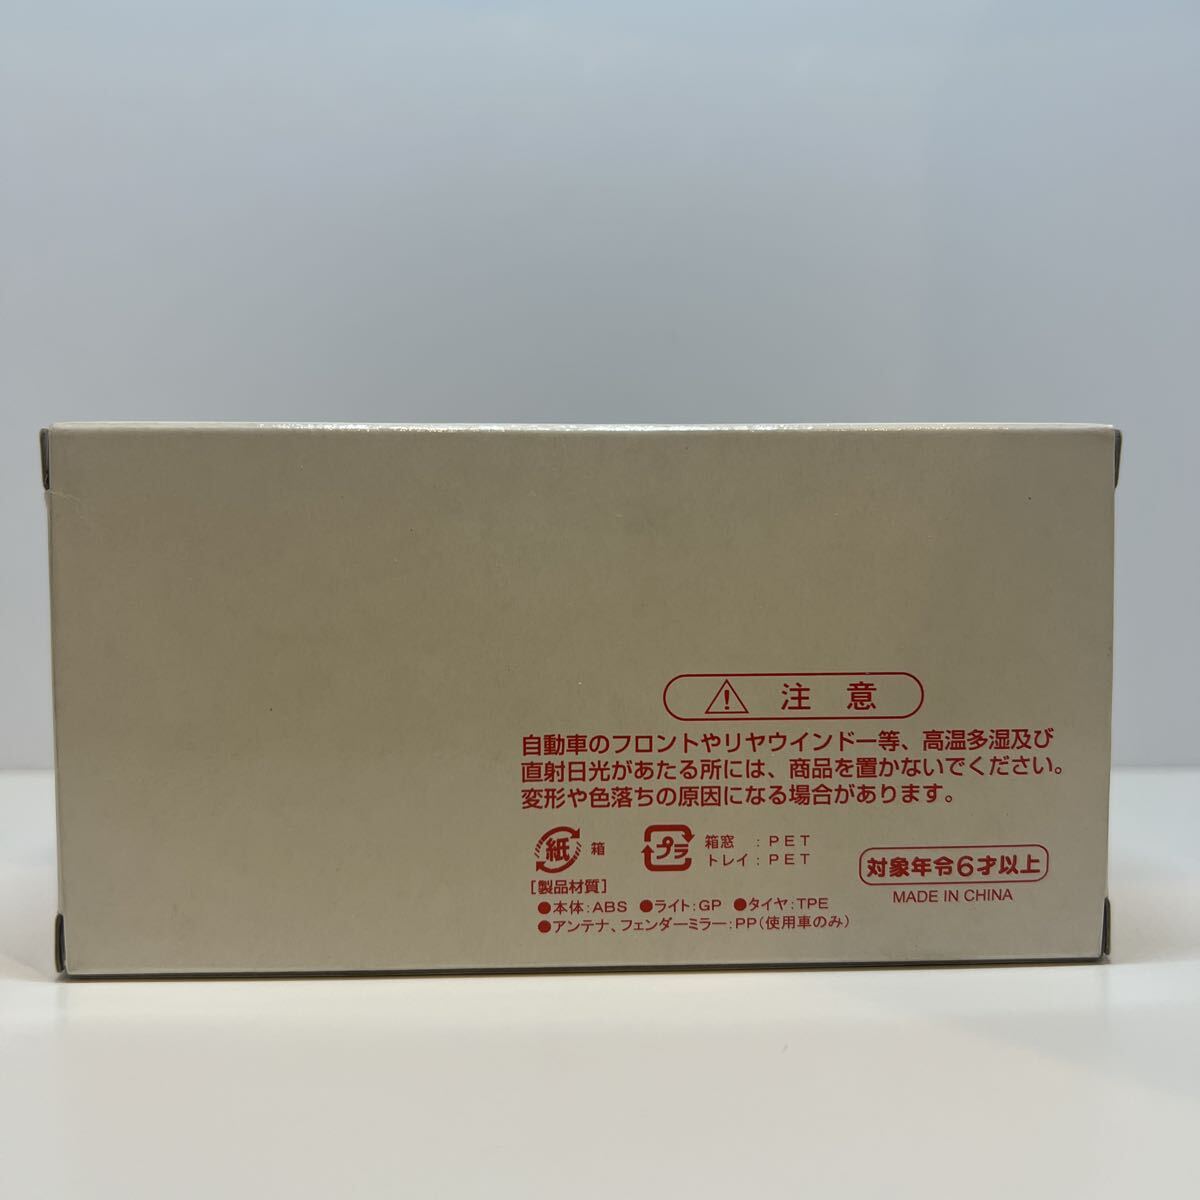 注意
自動車のフロントやリヤウインドー等、高温多湿及び
直射日光があたる所には、商品を置かないでください。
変形や色落ちの原因になる場合があります。
紙 箱
プラ 箱窓 : PET
トレイ : PET
[製品材質]
●本体:ABS ●ライト:GP ●タイヤ:TPE
●アンテナ、フェンダーミラー:PP(使用車のみ)
対象年令6才以上
MADE IN CHINA